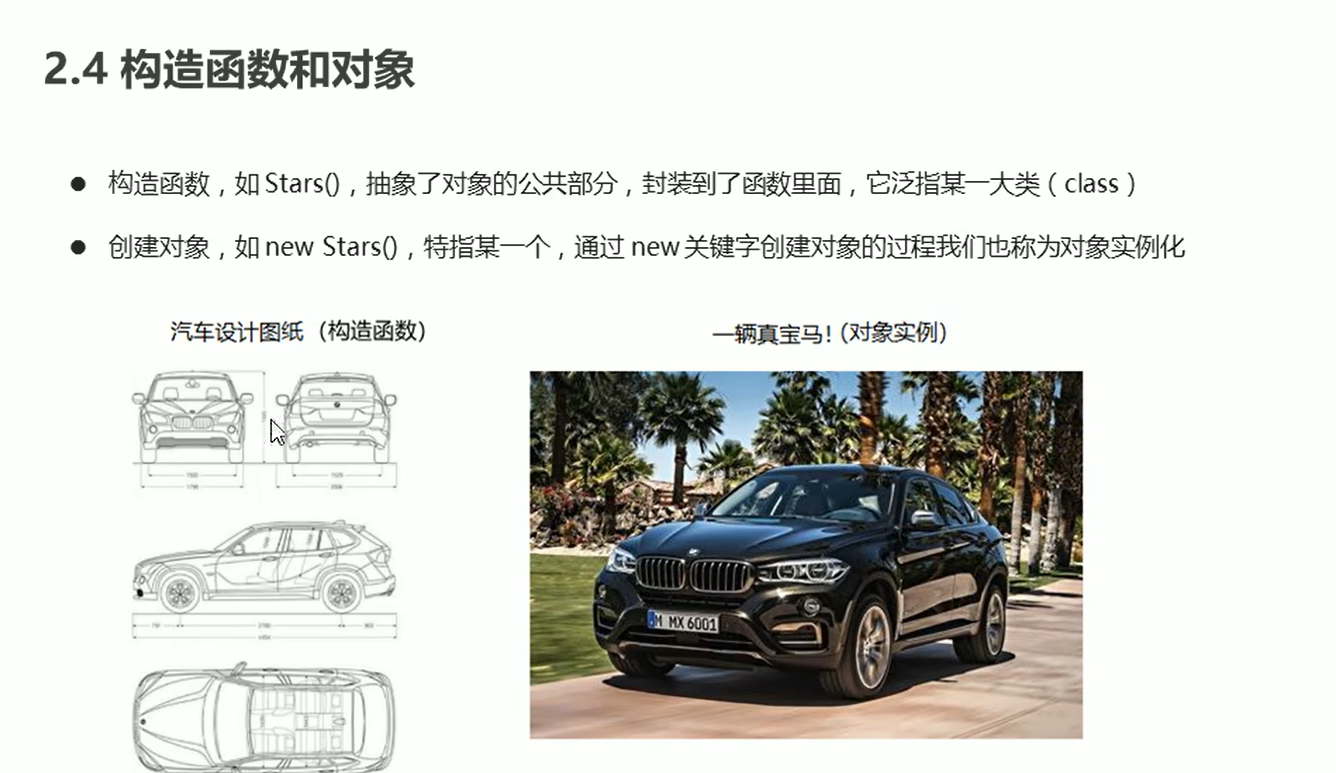 2.4 构造函数和对象
● 构造函数，如 Stars()，抽象了对象的公共部分，封装到了函数里面，它泛指某一大类（class）
● 创建对象，如 new Stars()，特指某一个，通过 new 关键字创建对象的过程我们也称为对象实例化
汽车设计图纸（构造函数）
一辆真宝马！（对象实例）
M MX 6001